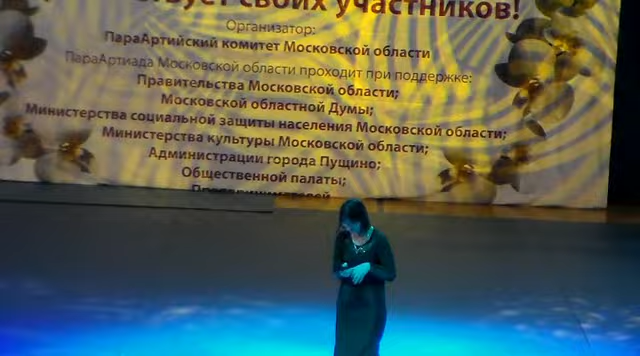 своих участников!
Организатор:
ПараАртийский комитет Московской области
ПараАртиада Московской области проходит при поддержке:
Правительства Московской области;
Московской областной Думы;
Министерства социальной защиты населения Московской области;
Министерства культуры Московской области;
Администрации города Пущино;
Общественной палаты;